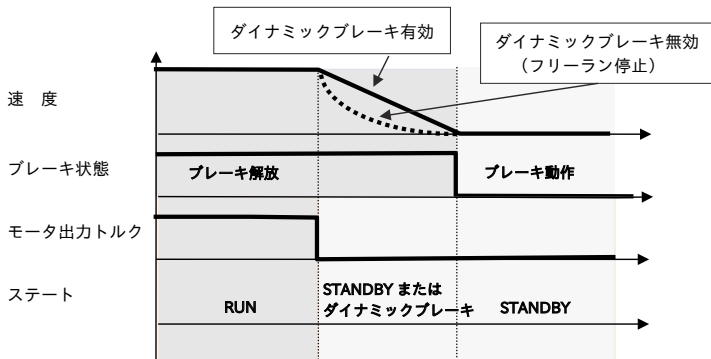 ダイナミックブレーキ有効
ダイナミックブレーキ無効
（フリーラン停止）
速　度
ブレーキ状態
ブレーキ解放
ブレーキ動作
モータ出力トルク
ステート
RUN
STANDBY または
ダイナミックブレーキ
STANDBY